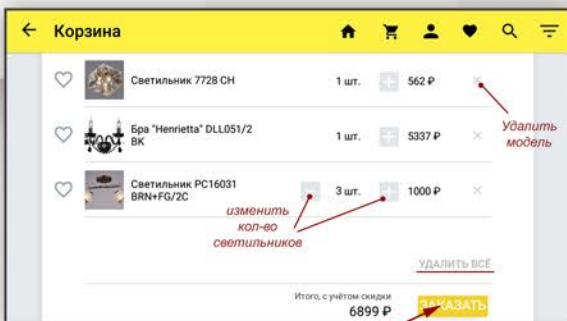 Корзина
Светильник 7728 CH
1 шт.
562 ₽
Удалить
модель
Бра "Henrietta" DLL051/2
BK
1 шт.
5337 ₽
Светильник PC16031
BRN+FG/2C
3 шт.
1000 ₽
изменить
кол-во
светильников
УДАЛИТЬ ВСЁ
Итого, с учётом скидки
6899 ₽
ЗАКАЗАТЬ